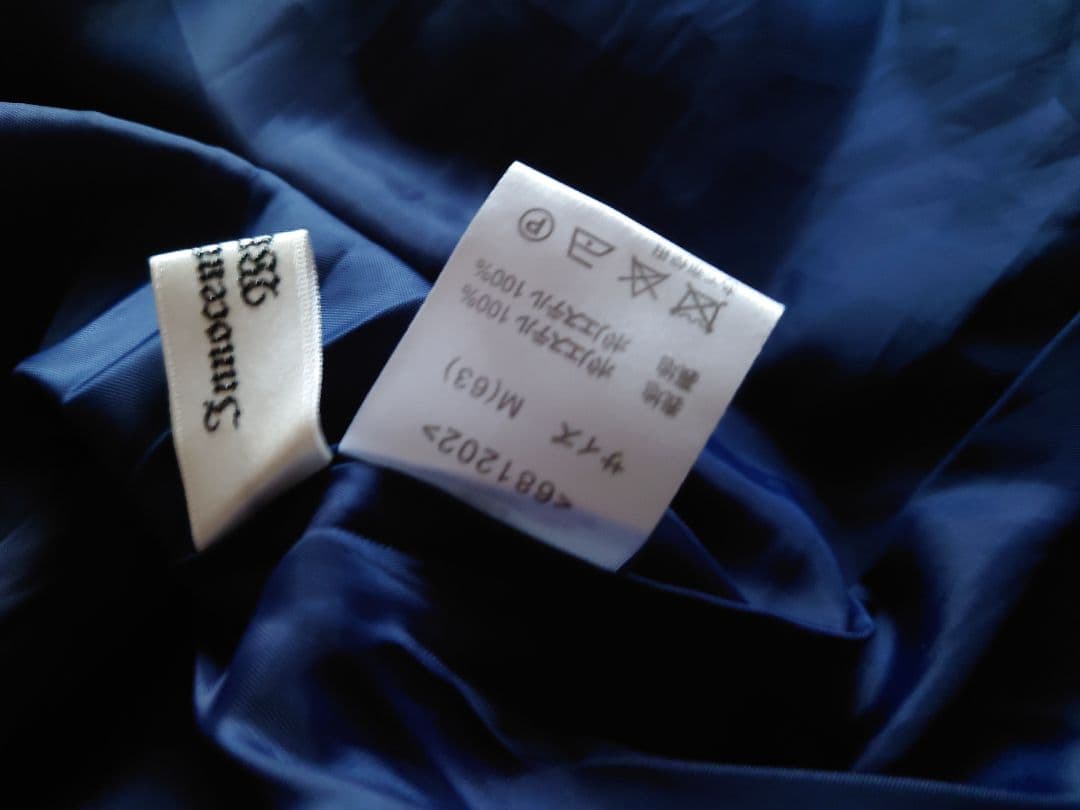 Innocent
W
<681202>
サイズ M(63)
表地 ポリエステル 100%
裏地 ポリエステル 100%
P